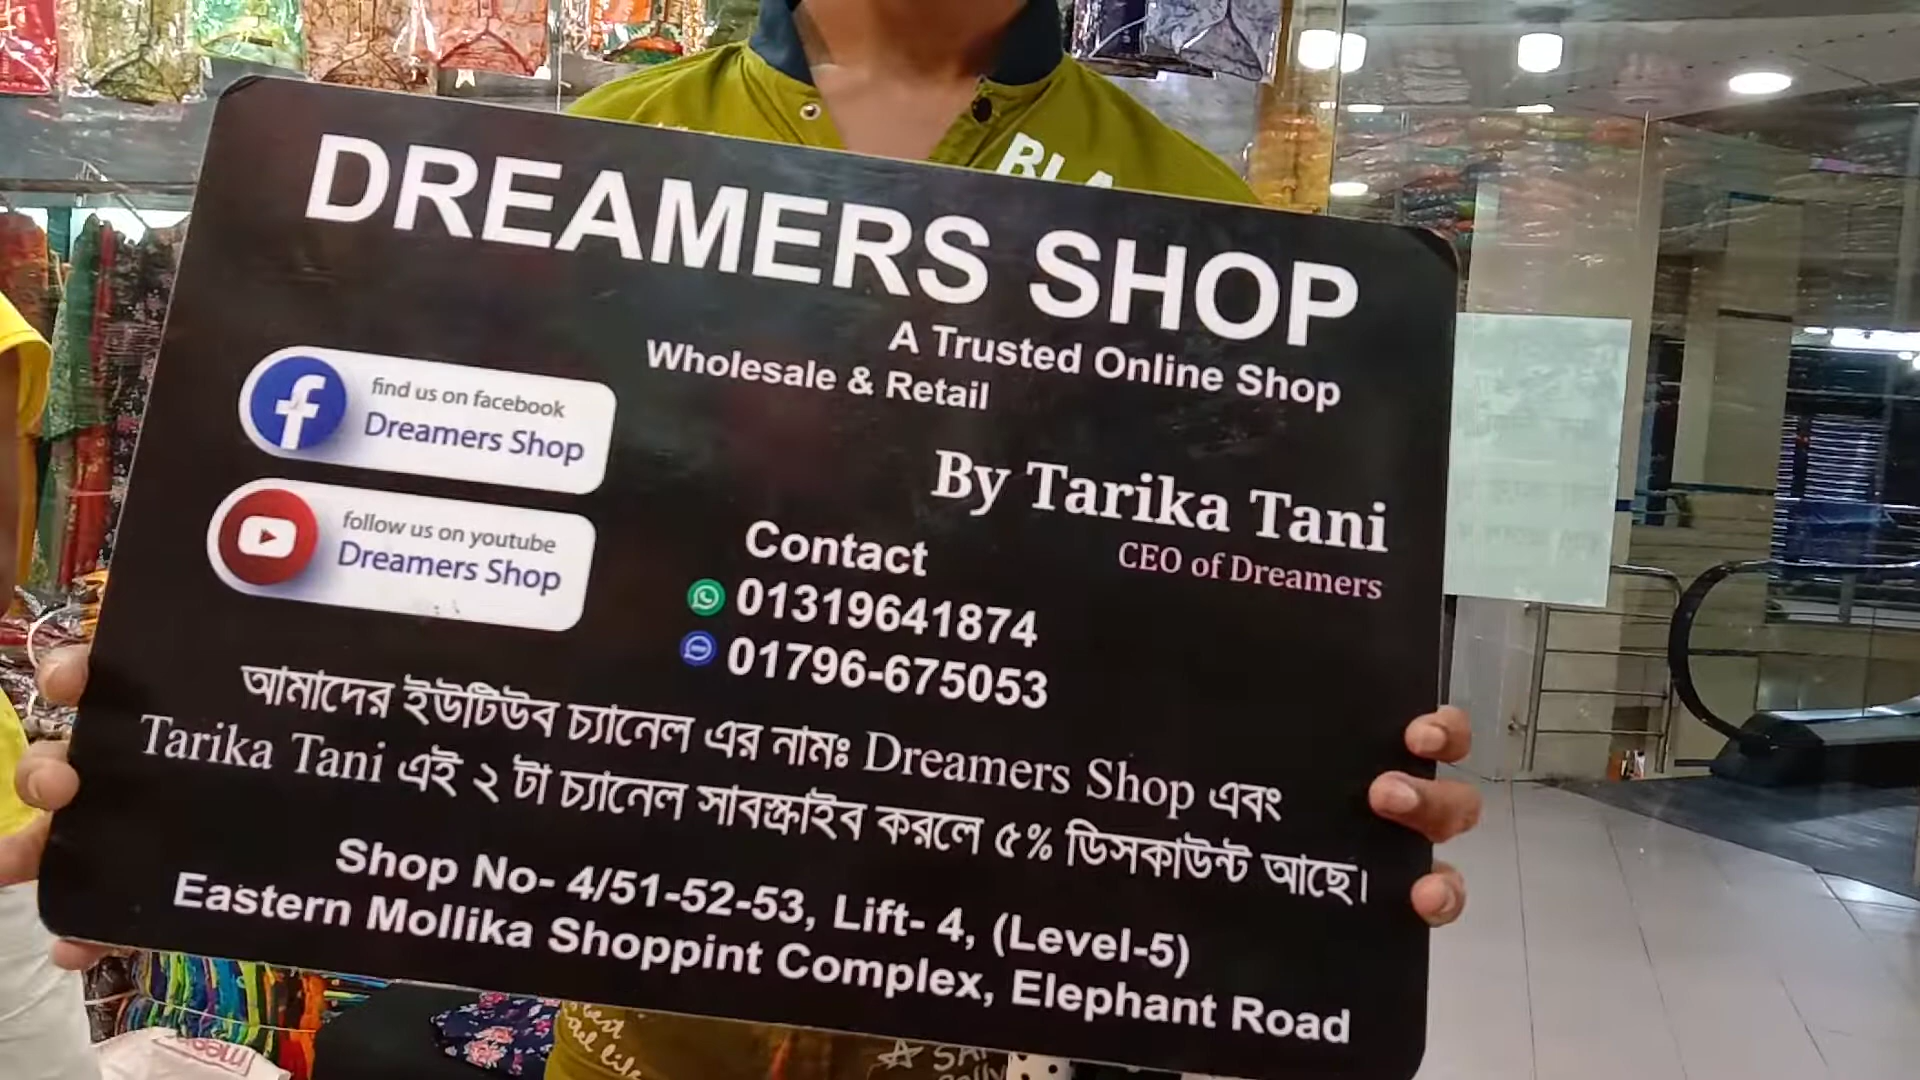 BLA
DREAMERS SHOP
A Trusted Online Shop
Wholesale & Retail
find us on facebook
Dreamers Shop
follow us on youtube
Dreamers Shop
By Tarika Tani
CEO of Dreamers
Contact
01319641874
01796-675053
আমাদের ইউটিউব চ্যানেল এর নামঃ Dreamers Shop এবং
Tarika Tani এই ২ টা চ্যানেল সাবস্ক্রাইব করলে ৫% ডিসকাউন্ট আছে।
Shop No- 4/51-52-53, Lift- 4, (Level-5)
Eastern Mollika Shoppint Complex, Elephant Road